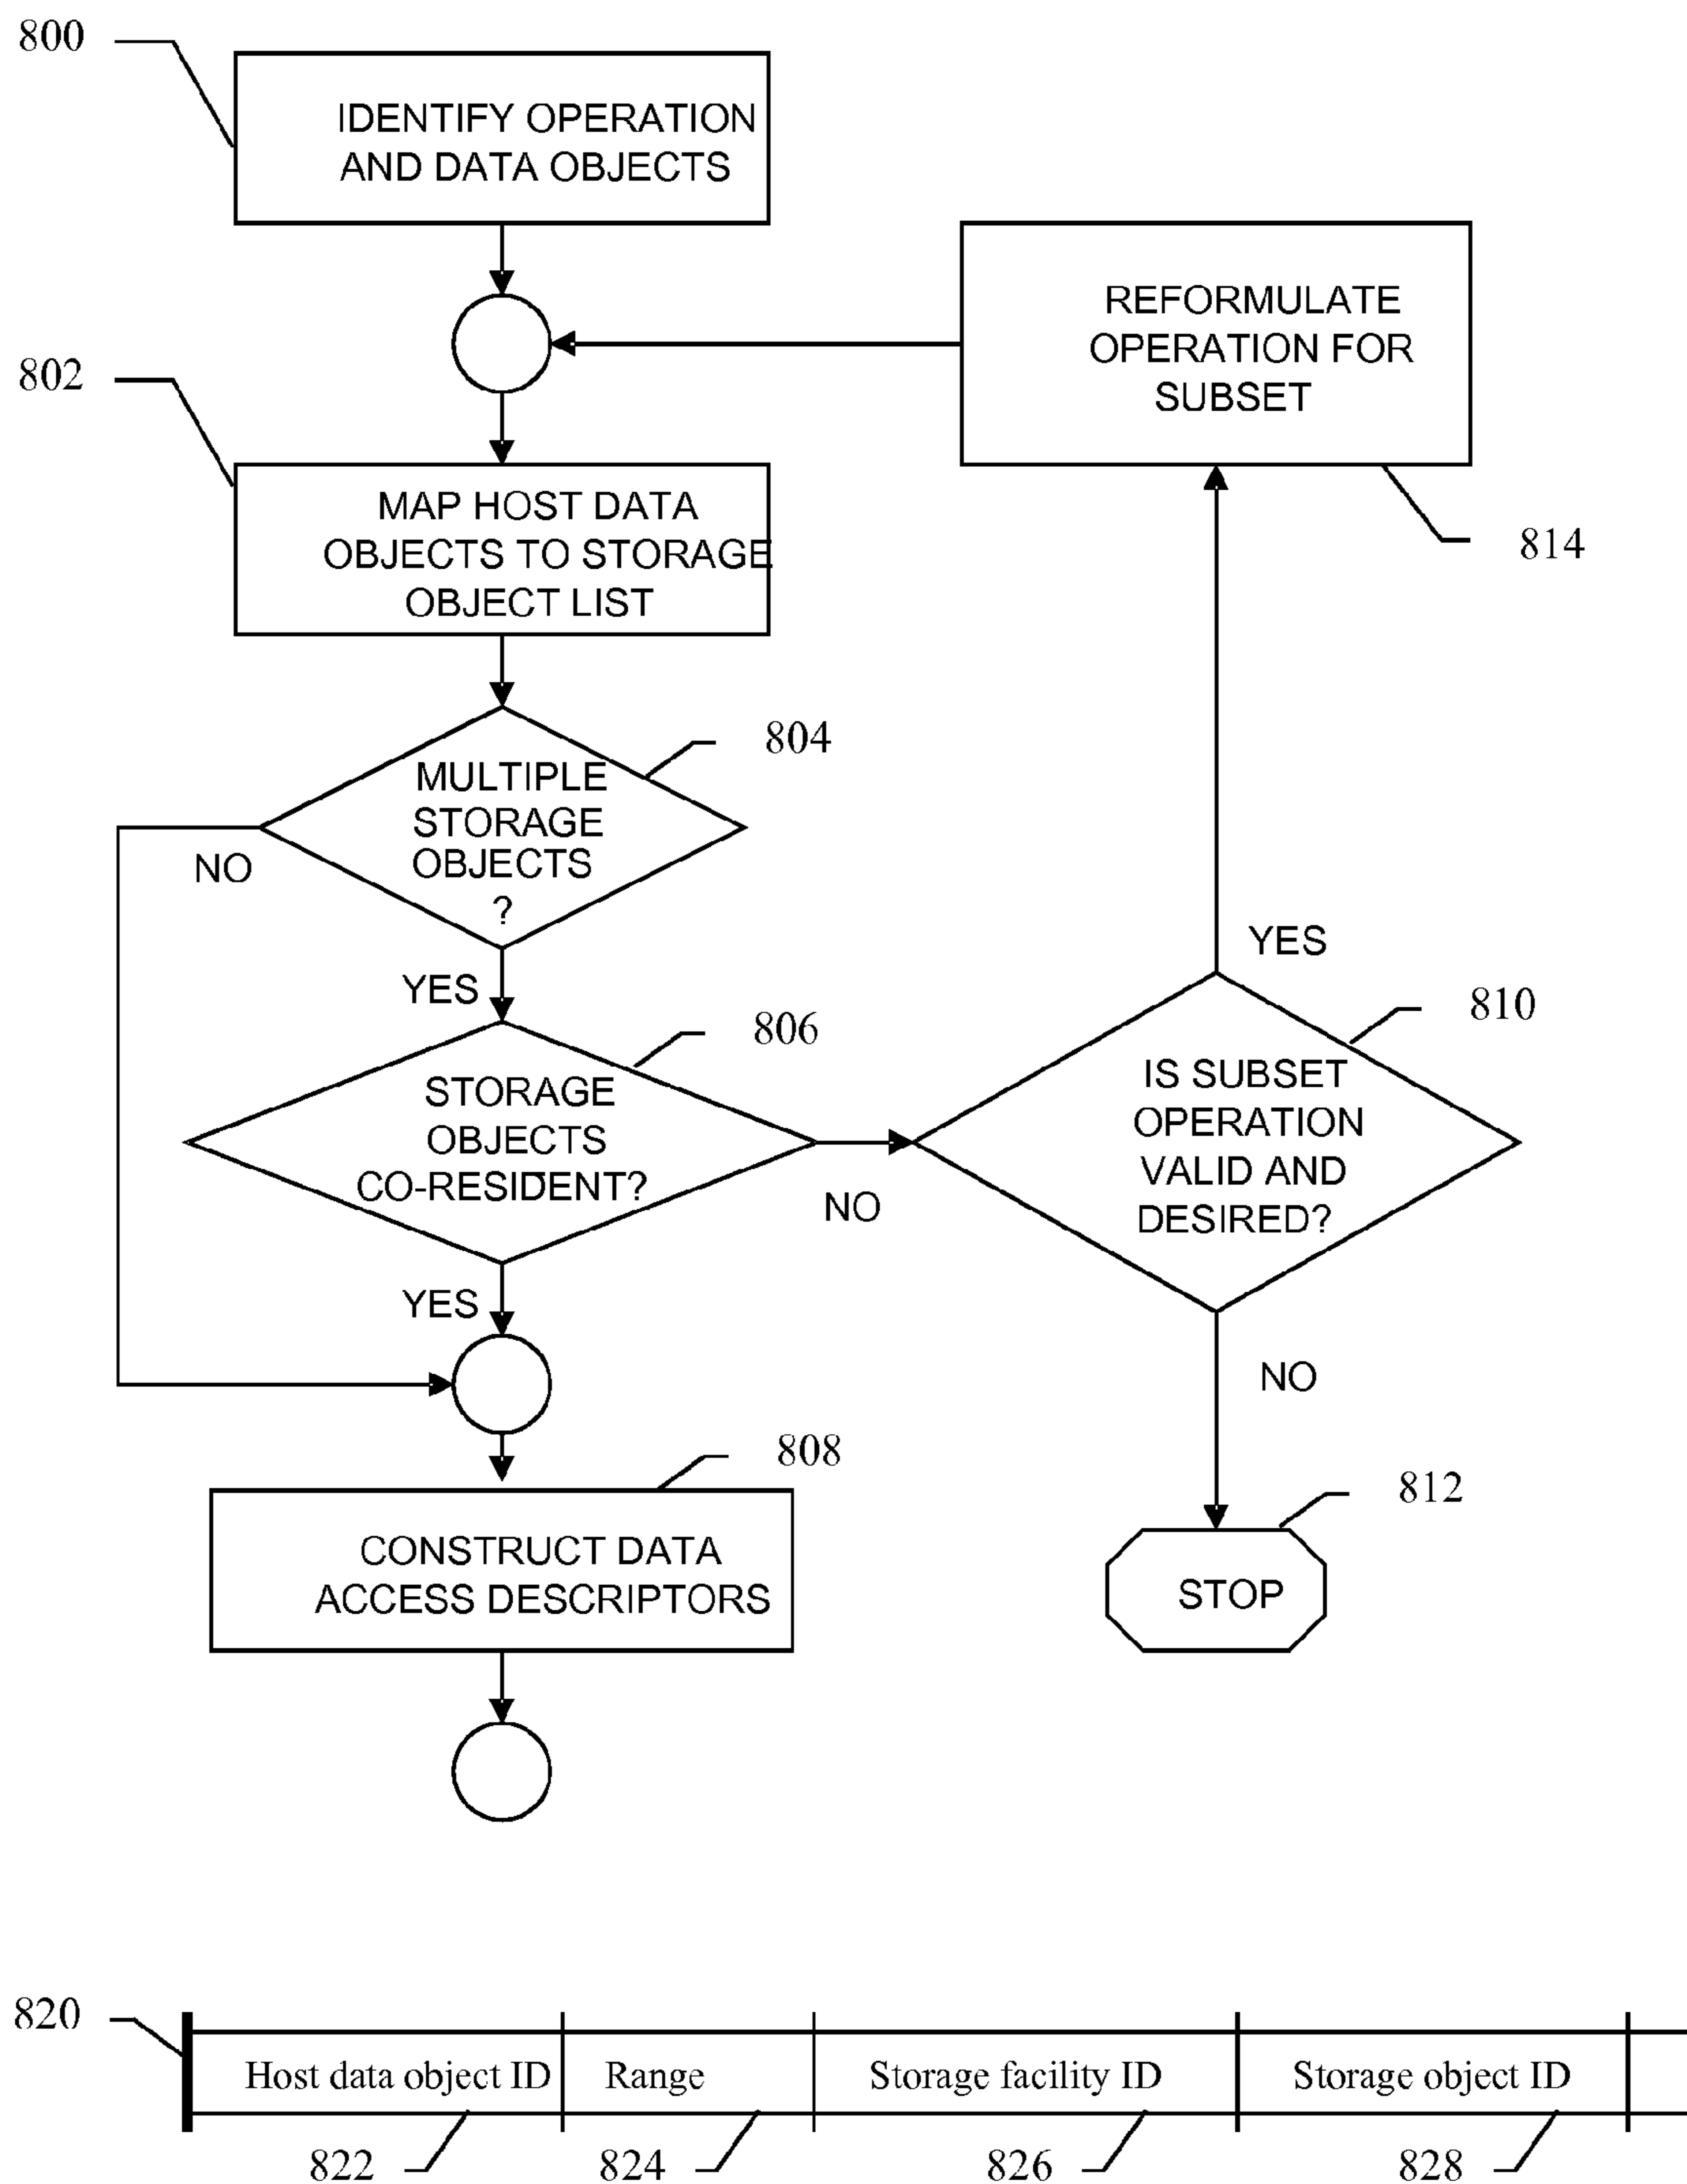 800
IDENTIFY OPERATION
AND DATA OBJECTS
REFORMULATE
OPERATION FOR
SUBSET
814
802
MAP HOST DATA
OBJECTS TO STORAGE
OBJECT LIST
804
MULTIPLE
STORAGE
OBJECTS
?
NO
YES
806
STORAGE
OBJECTS
CO-RESIDENT?
NO
YES
YES
810
IS SUBSET
OPERATION
VALID AND
DESIRED?
NO
808
CONSTRUCT DATA
ACCESS DESCRIPTORS
812
STOP
820
Host data object ID Range Storage facility ID Storage object ID
822 824 826 828